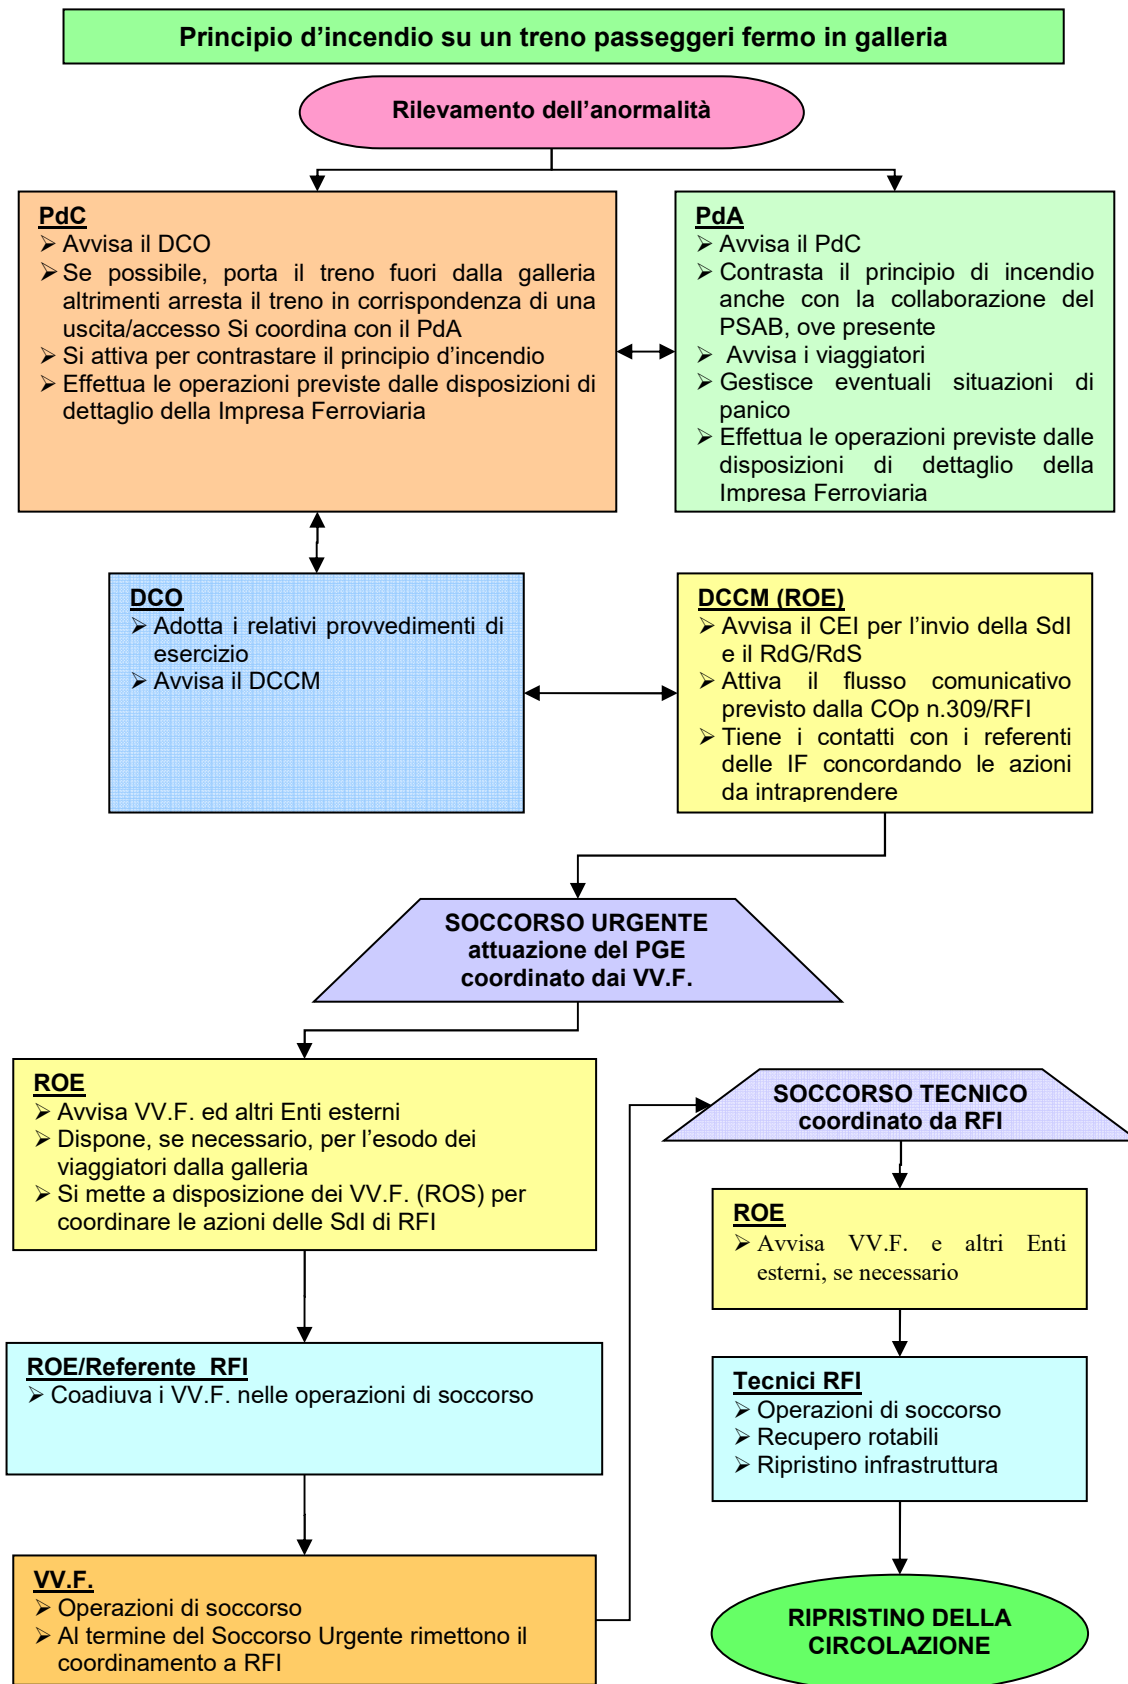 Principio d'incendio su un treno passeggeri fermo in galleria
Rilevamento dell'anormalità
PdC
➢ Avvisa il DCO
➢ Se possibile, porta il treno fuori dalla galleria
altrimenti arresta il treno in corrispondenza di una
uscita/accesso Si coordina con il PdA
➢ Si attiva per contrastare il principio d'incendio
➢ Effettua le operazioni previste dalle disposizioni di
dettaglio della Impresa Ferroviaria
PdA
➢ Avvisa il PdC
➢ Contrasta il principio di incendio
anche con la collaborazione del
PSAB, ove presente
➢ Avvisa i viaggiatori
➢ Gestisce eventuali situazioni di
panico
➢ Effettua le operazioni previste dalle
disposizioni di dettaglio della
Impresa Ferroviaria
DCO
➢ Adotta i relativi provvedimenti di
esercizio
➢ Avvisa il DCCM
DCCM (ROE)
➢ Avvisa il CEI per l'invio della SdI
e il RdG/RdS
➢ Attiva il flusso comunicativo
previsto dalla COp n.309/RFI
➢ Tiene i contatti con i referenti
delle IF concordando le azioni
da intraprendere
SOCCORSO URGENTE
attuazione del PGE
coordinato dai VV.F.
ROE
➢ Avvisa VV.F. ed altri Enti esterni
➢ Dispone, se necessario, per l'esodo dei
viaggiatori dalla galleria
➢ Si mette a disposizione dei VV.F. (ROS) per
coordinare le azioni delle SdI di RFI
ROE/Referente RFI
➢ Coadiuva i VV.F. nelle operazioni di soccorso
VV.F.
➢ Operazioni di soccorso
➢ Al termine del Soccorso Urgente rimettono il
coordinamento a RFI
SOCCORSO TECNICO
coordinato da RFI
ROE
➢ Avvisa VV.F. e altri Enti
esterni, se necessario
Tecnici RFI
➢ Operazioni di soccorso
➢ Recupero rotabili
➢ Ripristino infrastruttura
RIPRISTINO DELLA
CIRCOLAZIONE